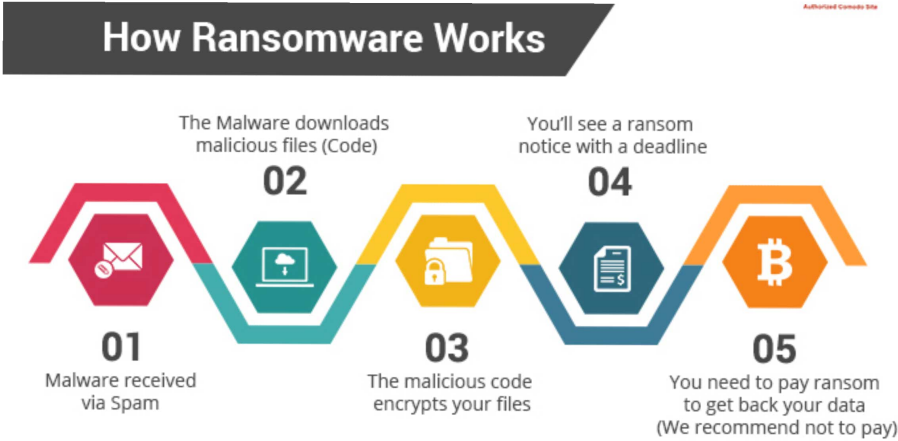 Authorized Comodo Site
How Ransomware Works
The Malware downloads
malicious files (Code)
02
You'll see a ransom
notice with a deadline
04
01
Malware received
via Spam
03
The malicious code
encrypts your files
05
You need to pay ransom
to get back your data
(We recommend not to pay)